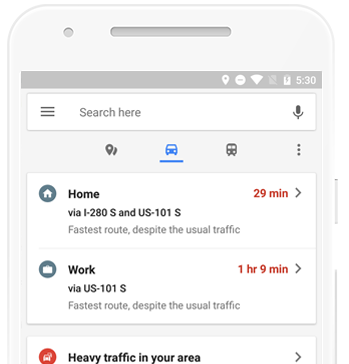 5:30
Search here
Home 29 min
via I-280 S and US-101 S
Fastest route, despite the usual traffic
Work 1 hr 9 min
via US-101 S
Fastest route, despite the usual traffic
Heavy traffic in your area